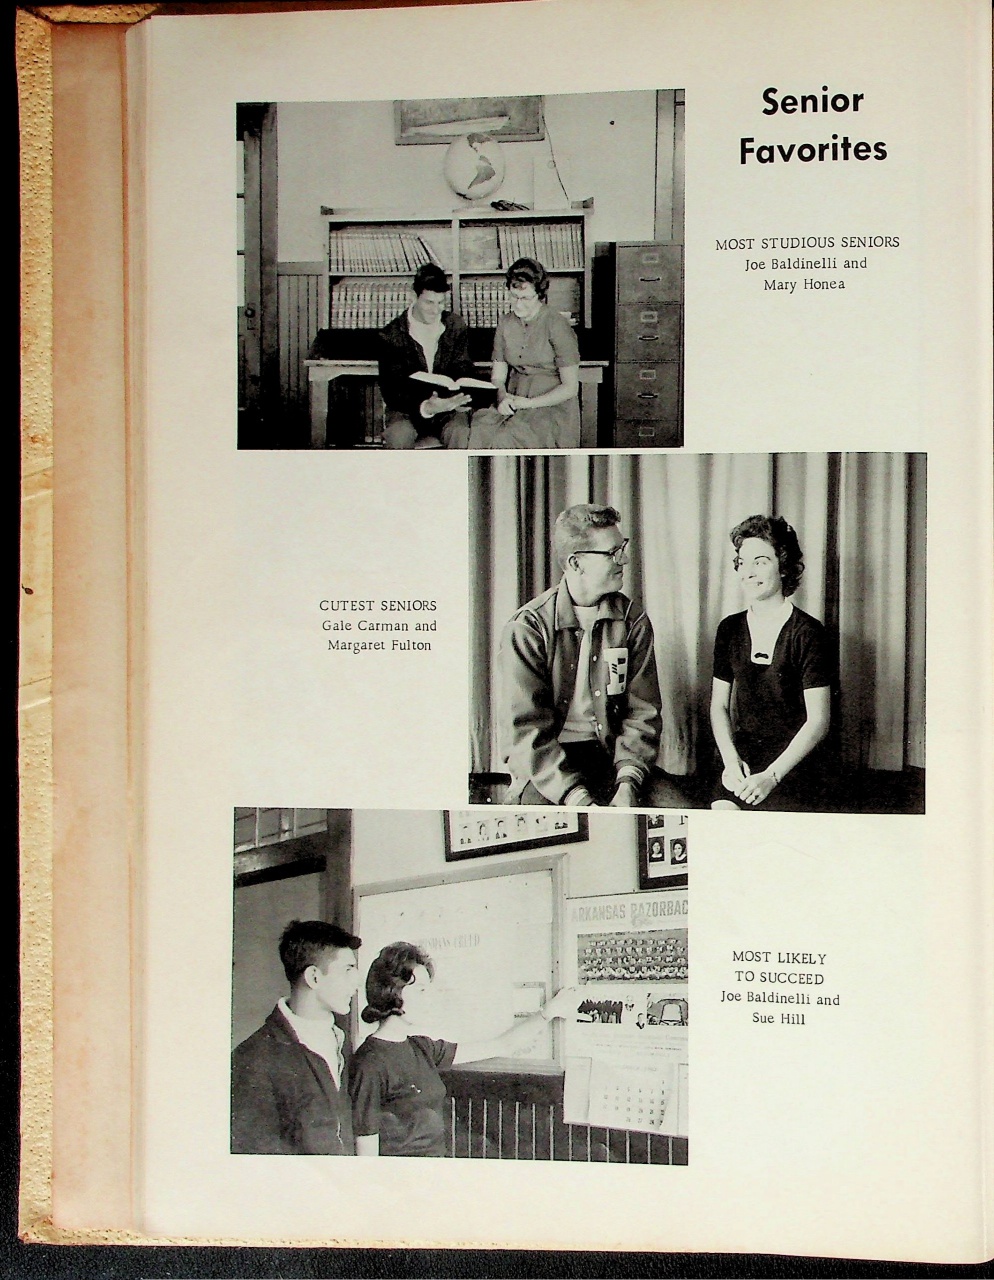 Senior
Favorites
MOST STUDIOUS SENIORS
Joe Baldinelli and
Mary Honea
CUTEST SENIORS
Gale Carman and
Margaret Fulton
ARKANSAS RAZORBAC
MOST LIKELY
TO SUCCEED
Joe Baldinelli and
Sue Hill